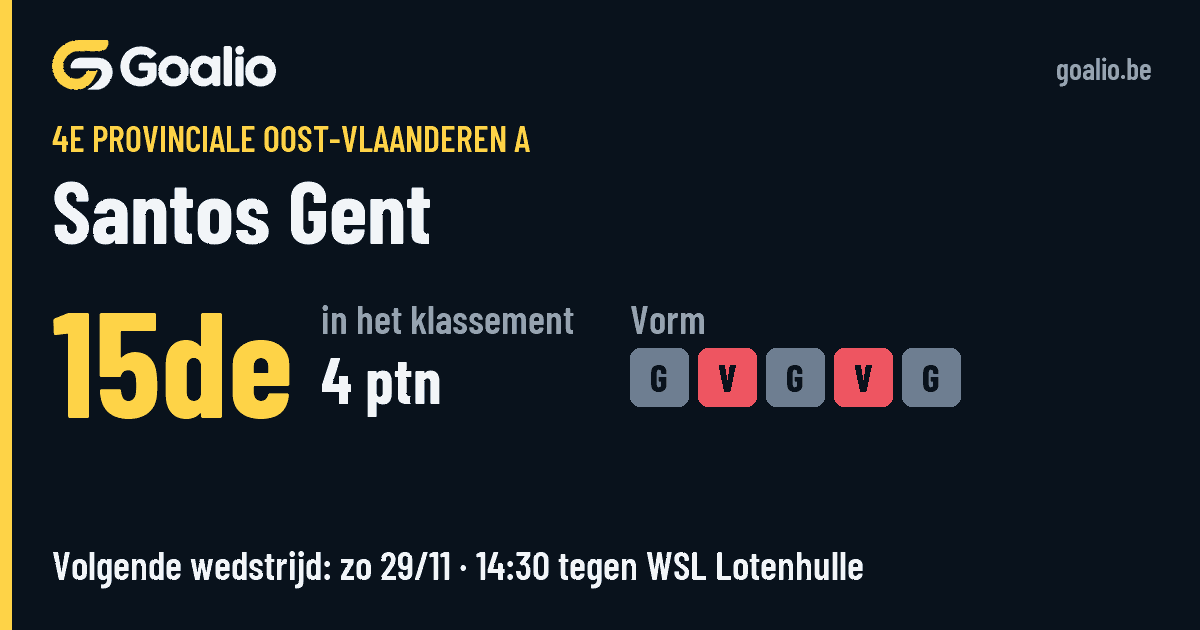 Goalio
goalio.be
4E PROVINCIALE OOST-VLAANDEREN A
Santos Gent
15de
in het klassement
4 ptn
Vorm
G V G V G
Volgende wedstrijd: zo 29/11 · 14:30 tegen WSL Lotenhulle